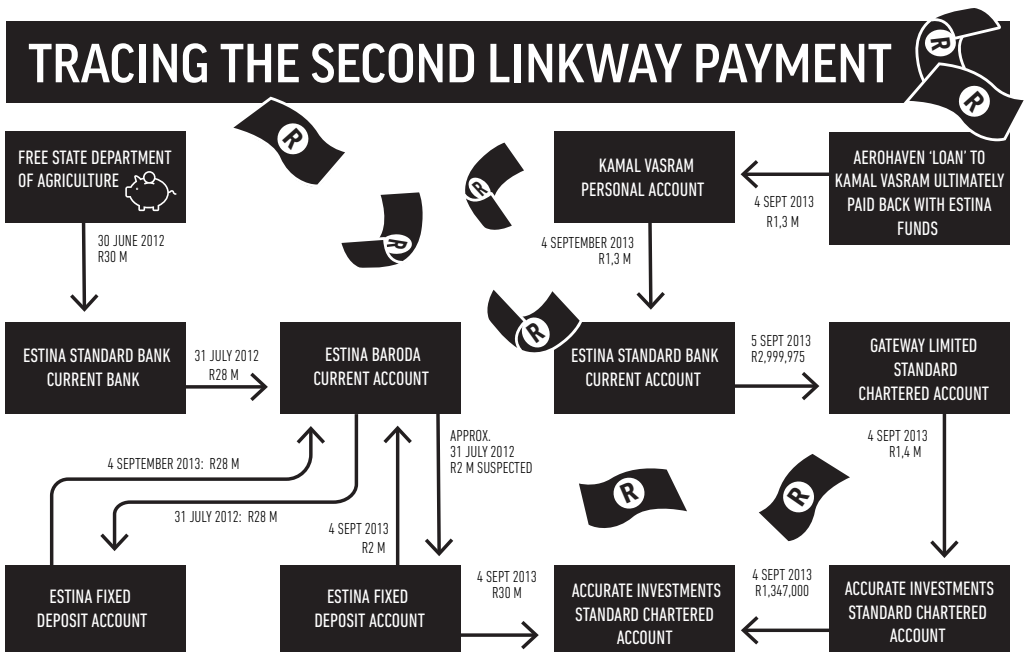 TRACING THE SECOND LINKWAY PAYMENT
R
R
R
R
R
R
R
R
FREE STATE DEPARTMENT
OF AGRICULTURE
KAMAL VASRAM
PERSONAL ACCOUNT
4 SEPT 2013
R1,3 M
AEROHAVEN ‘LOAN’ TO
KAMAL VASRAM ULTIMATELY
PAID BACK WITH ESTINA
FUNDS
30 JUNE 2012
R30 M
4 SEPTEMBER 2013
R1,3 M
ESTINA STANDARD BANK
CURRENT BANK
31 JULY 2012
R28 M
ESTINA BARODA
CURRENT ACCOUNT
ESTINA STANDARD BANK
CURRENT ACCOUNT
5 SEPT 2013
R2,999,975
GATEWAY LIMITED
STANDARD
CHARTERED ACCOUNT
4 SEPTEMBER 2013: R28 M
31 JULY 2012: R28 M
4 SEPT 2013
R2 M
APPROX.
31 JULY 2012
R2 M SUSPECTED
4 SEPT 2013
R1,4 M
ESTINA FIXED
DEPOSIT ACCOUNT
ESTINA FIXED
DEPOSIT ACCOUNT
4 SEPT 2013
R30 M
ACCURATE INVESTMENTS
STANDARD CHARTERED
ACCOUNT
4 SEPT 2013
R1,347,000
ACCURATE INVESTMENTS
STANDARD CHARTERED
ACCOUNT